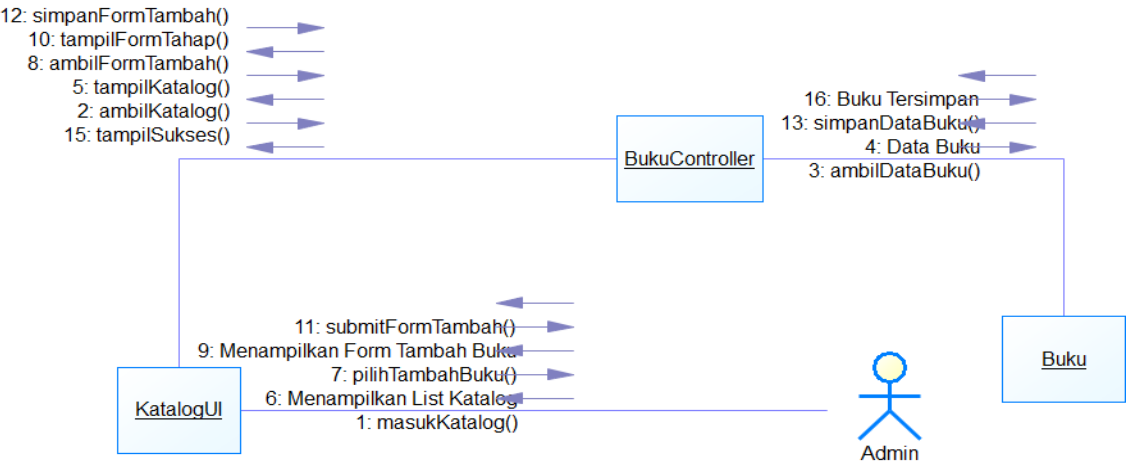 12: simpanFormTambah()
10: tampilFormTahap()
8: ambilFormTambah()
5: tampilKatalog()
2: ambilKatalog()
15: tampilSukses()
16: Buku Tersimpan
13: simpanDataBuku()
4: Data Buku
3: ambilDataBuku()
BukuController
11: submitFormTambah()
9: Menampilkan Form Tambah Buku
7: pilihTambahBuku()
6: Menampilkan List Katalog
1: masukKatalog()
KatalogUI
Buku
Admin